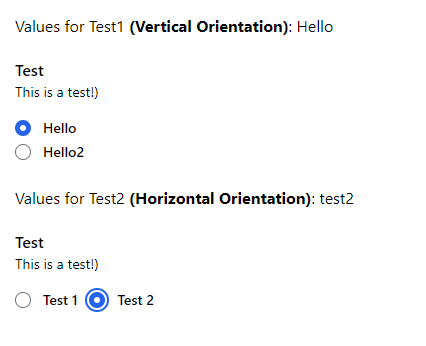 Values for Test1 (Vertical Orientation): Hello
Test
This is a test!)
Hello
Hello2
Values for Test2 (Horizontal Orientation): test2
Test
This is a test!)
Test 1 Test 2